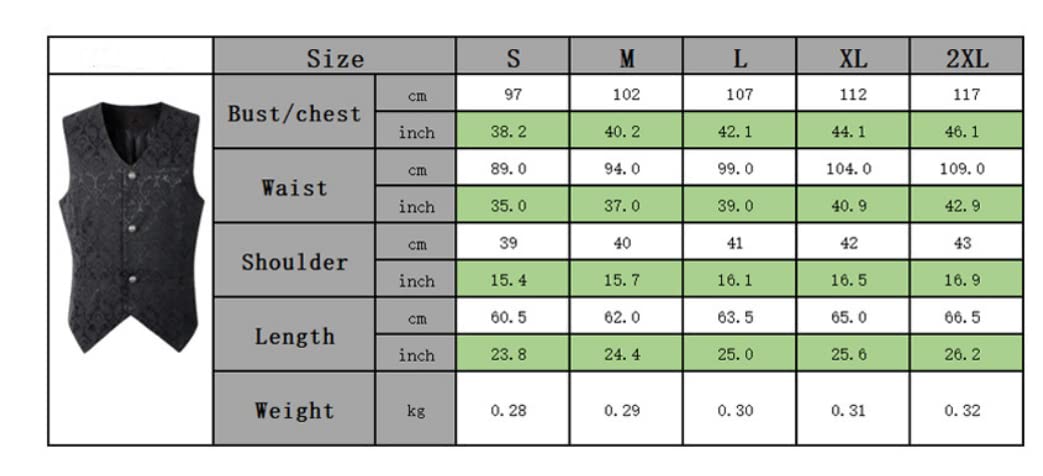 Size S M L XL 2XL
Bust/chest cm 97 102 107 112 117
inch 38.2 40.2 42.1 44.1 46.1
Waist cm 89.0 94.0 99.0 104.0 109.0
inch 35.0 37.0 39.0 40.9 42.9
Shoulder cm 39 40 41 42 43
inch 15.4 15.7 16.1 16.5 16.9
Length cm 60.5 62.0 63.5 65.0 66.5
inch 23.8 24.4 25.0 25.6 26.2
Weight kg 0.28 0.29 0.30 0.31 0.32